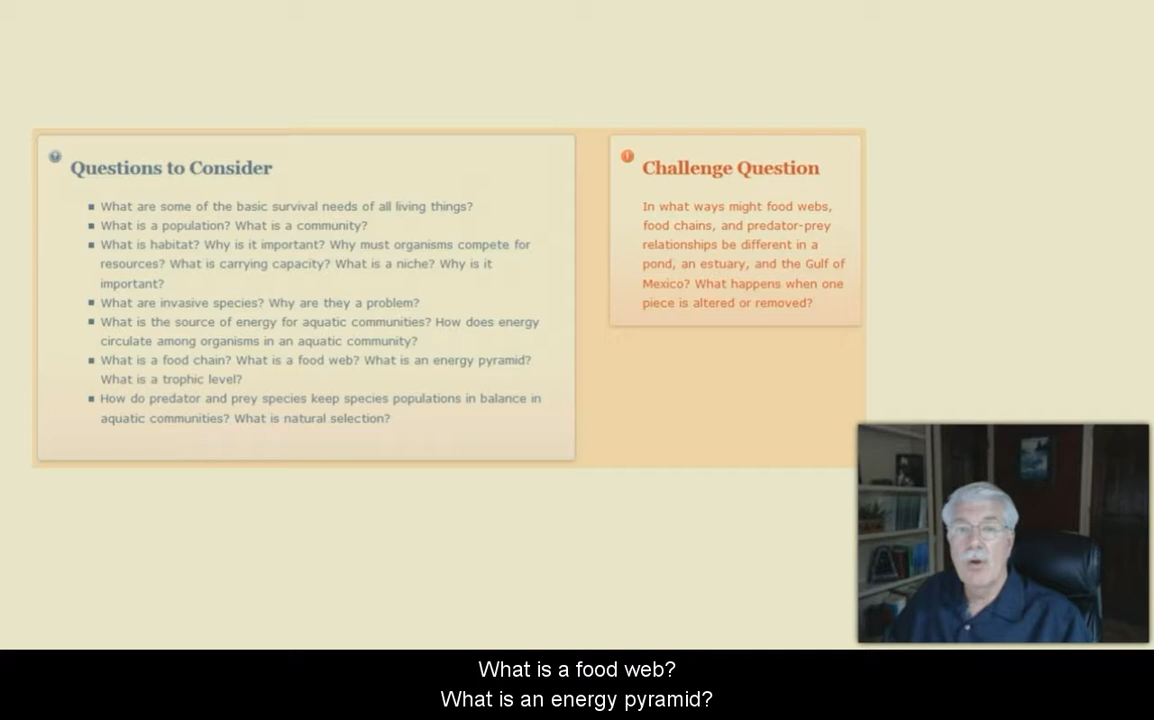 Questions to Consider
What are some of the basic survival needs of all living things?
What is a population? What is a community?
What is habitat? Why is it important? Why must organisms compete for
resources? What is carrying capacity? What is a niche? Why is it
important?
What are invasive species? Why are they a problem?
What is the source of energy for aquatic communities? How does energy
circulate among organisms in an aquatic community?
What is a food chain? What is a food web? What is an energy pyramid?
What is a trophic level?
How do predator and prey species keep species populations in balance in
aquatic communities? What is natural selection?
Challenge Question
In what ways might food webs,
food chains, and predator-prey
relationships be different in a
pond, an estuary, and the Gulf of
Mexico? What happens when one
piece is altered or removed?
What is a food web?
What is an energy pyramid?